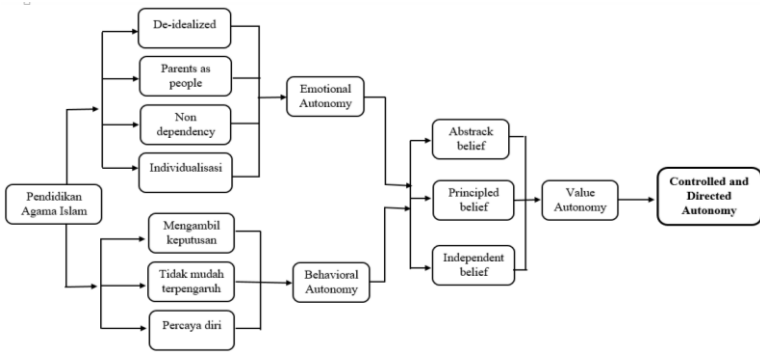 De-idealized
Parents as
people
Non
dependency
Individualisasi
Emotional
Autonomy
Pendidikan
Agama Islam
Mengambil
keputusan
Tidak mudah
terpengaruh
Percaya diri
Behavioral
Autonomy
Abstrack
belief
Principled
belief
Independent
belief
Value
Autonomy
Controlled and
Directed
Autonomy